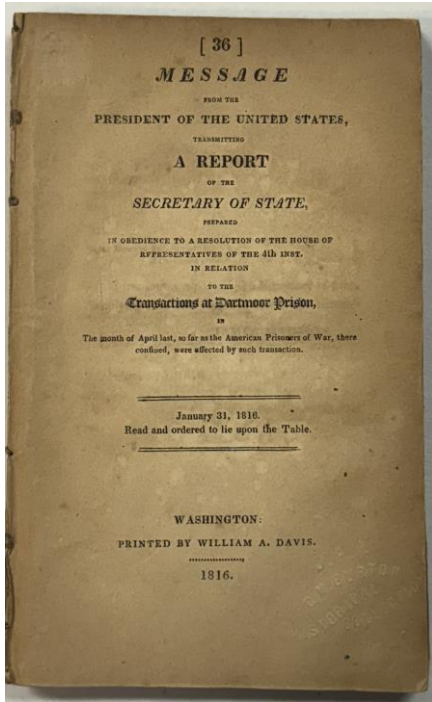 [ 36 ]
MESSAGE
FROM THE
PRESIDENT OF THE UNITED STATES,
TRANSMITTING
A REPORT
OF THE
SECRETARY OF STATE,
PREPARED
IN OBEDIENCE TO A RESOLUTION OF THE HOUSE OF
REPRESENTATIVES OF THE 4th INST.
IN RELATION
TO THE
Transactions at Dartmoor Prison,
IN
The month of April last, so far as the American Prisoners of War, there
confined, were affected by such transaction.
January 31, 1816.
Read and ordered to lie upon the Table.
WASHINGTON:
PRINTED BY WILLIAM A. DAVIS.
1816.